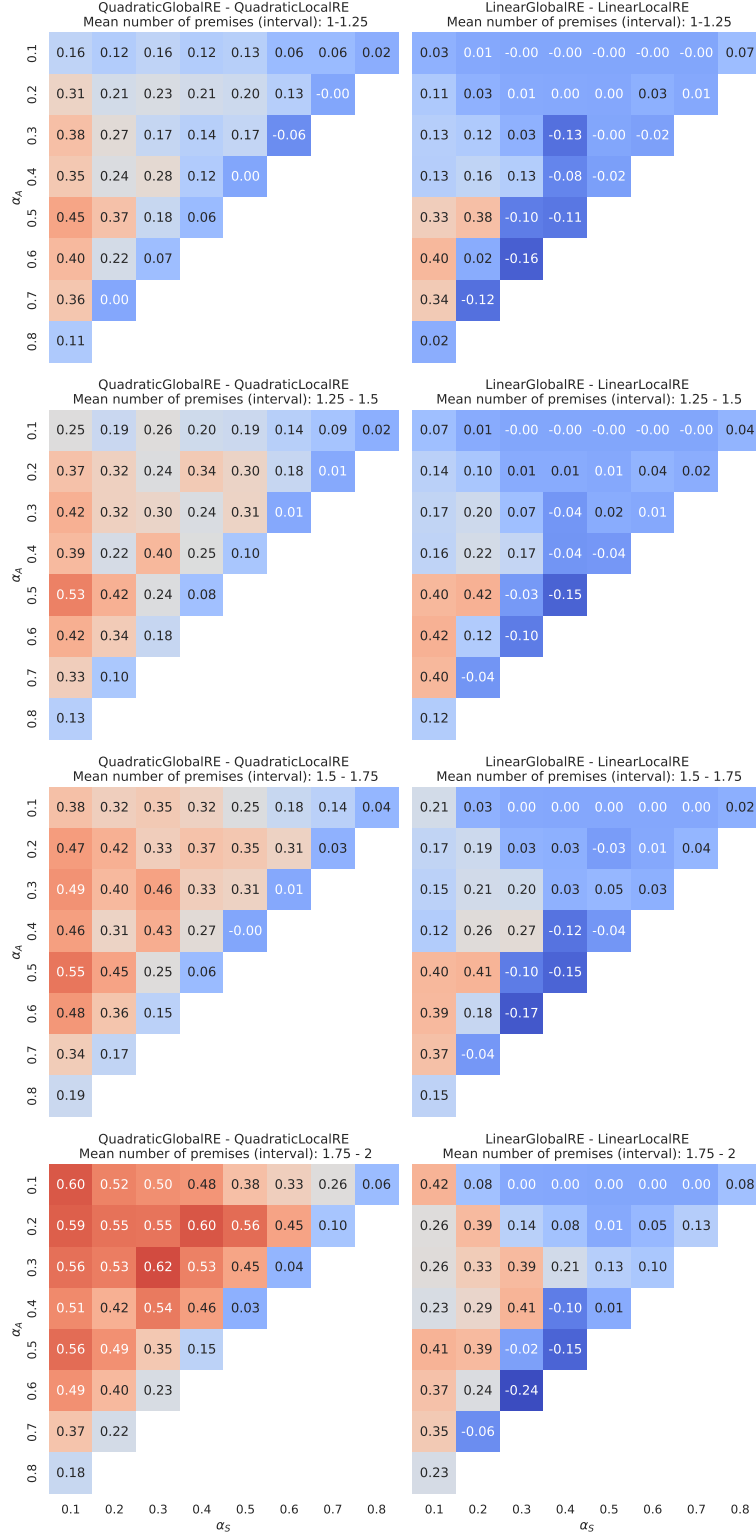 QuadraticGlobalRE - QuadraticLocalRE
Mean number of premises (interval): 1-1.25
0.1 0.16 0.12 0.16 0.12 0.13 0.06 0.06 0.02
0.2 0.31 0.21 0.23 0.21 0.20 0.13 -0.00
0.3 0.38 0.27 0.17 0.14 0.17 -0.06
0.4 0.35 0.24 0.28 0.12 0.00
α_A
0.5 0.45 0.37 0.18 0.06
0.6 0.40 0.22 0.07
0.7 0.36 0.00
0.8 0.11
LinearGlobalRE - LinearLocalRE
Mean number of premises (interval): 1-1.25
0.03 0.01 -0.00 -0.00 -0.00 -0.00 -0.00 0.07
0.11 0.03 0.01 0.00 0.00 0.03 0.01
0.13 0.12 0.03 -0.13 -0.00 -0.02
0.13 0.16 0.13 -0.08 -0.02
0.33 0.38 -0.10 -0.11
0.40 0.02 -0.16
0.34 -0.12
0.02
QuadraticGlobalRE - QuadraticLocalRE
Mean number of premises (interval): 1.25 - 1.5
0.1 0.25 0.19 0.26 0.20 0.19 0.14 0.09 0.02
0.2 0.37 0.32 0.24 0.34 0.30 0.18 0.01
0.3 0.42 0.32 0.30 0.24 0.31 0.01
0.4 0.39 0.22 0.40 0.25 0.10
α_A
0.5 0.53 0.42 0.24 0.08
0.6 0.42 0.34 0.18
0.7 0.33 0.10
0.8 0.13
LinearGlobalRE - LinearLocalRE
Mean number of premises (interval): 1.25 - 1.5
0.07 0.01 -0.00 -0.00 -0.00 -0.00 -0.00 0.04
0.14 0.10 0.01 0.01 0.01 0.04 0.02
0.17 0.20 0.07 -0.04 0.02 0.01
0.16 0.22 0.17 -0.04 -0.04
0.40 0.42 -0.03 -0.15
0.42 0.12 -0.10
0.40 -0.04
0.12
QuadraticGlobalRE - QuadraticLocalRE
Mean number of premises (interval): 1.5 - 1.75
0.1 0.38 0.32 0.35 0.32 0.25 0.18 0.14 0.04
0.2 0.47 0.42 0.33 0.37 0.35 0.31 0.03
0.3 0.49 0.40 0.46 0.33 0.31 0.01
0.4 0.46 0.31 0.43 0.27 -0.00
α_A
0.5 0.55 0.45 0.25 0.06
0.6 0.48 0.36 0.15
0.7 0.34 0.17
0.8 0.19
LinearGlobalRE - LinearLocalRE
Mean number of premises (interval): 1.5 - 1.75
0.21 0.03 0.00 0.00 0.00 0.00 0.00 0.02
0.17 0.19 0.03 0.03 -0.03 0.01 0.04
0.15 0.21 0.20 0.03 0.05 0.03
0.12 0.26 0.27 -0.12 -0.04
0.40 0.41 -0.10 -0.15
0.39 0.18 -0.17
0.37 -0.04
0.15
QuadraticGlobalRE - QuadraticLocalRE
Mean number of premises (interval): 1.75 - 2
0.1 0.60 0.52 0.50 0.48 0.38 0.33 0.26 0.06
0.2 0.59 0.55 0.55 0.60 0.56 0.45 0.10
0.3 0.56 0.53 0.62 0.53 0.45 0.04
0.4 0.51 0.42 0.54 0.46 0.03
α_A
0.5 0.56 0.49 0.35 0.15
0.6 0.49 0.40 0.23
0.7 0.37 0.22
0.8 0.18
0.1 0.2 0.3 0.4 0.5 0.6 0.7 0.8
α_S
LinearGlobalRE - LinearLocalRE
Mean number of premises (interval): 1.75 - 2
0.42 0.08 0.00 0.00 0.00 0.00 0.00 0.08
0.26 0.39 0.14 0.08 0.01 0.05 0.13
0.26 0.33 0.39 0.21 0.13 0.10
0.23 0.29 0.41 -0.10 0.01
0.41 0.39 -0.02 -0.15
0.37 0.24 -0.24
0.35 -0.06
0.23
0.1 0.2 0.3 0.4 0.5 0.6 0.7 0.8
α_S